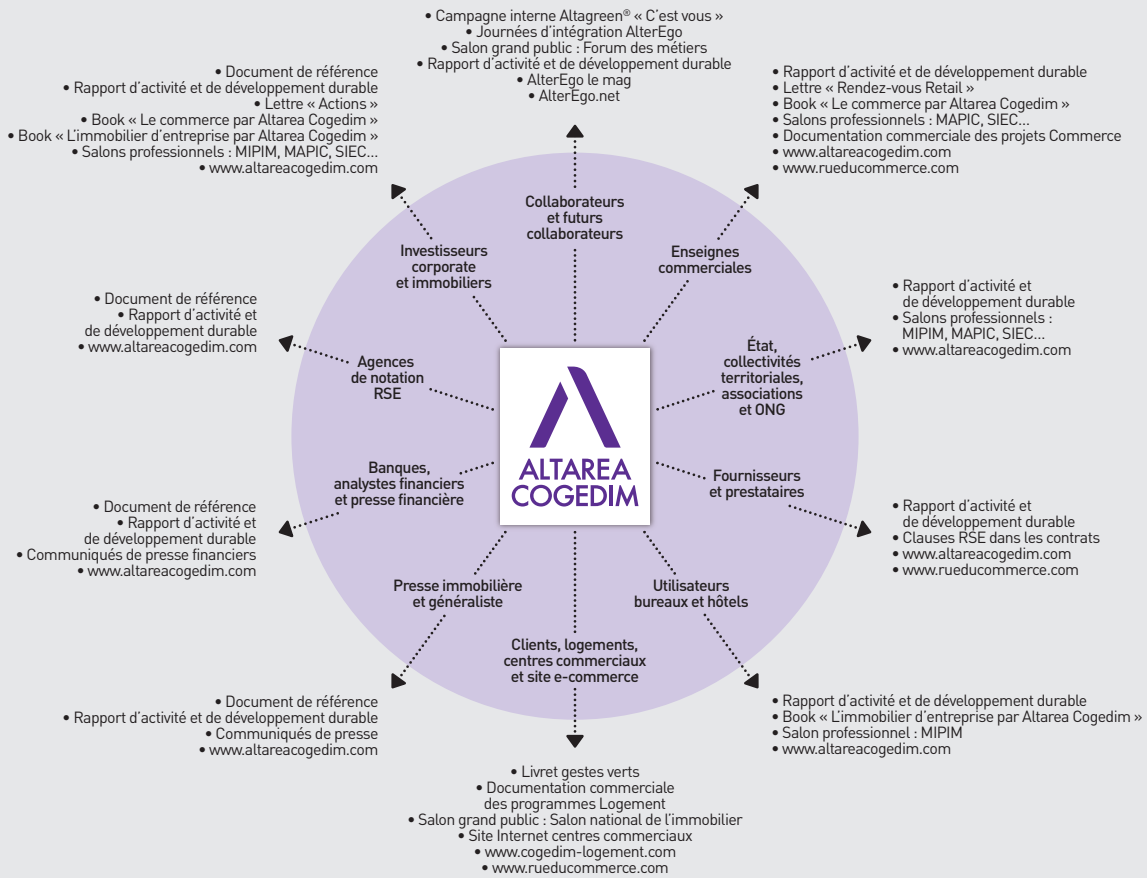 • Campagne interne Altagreen® « C'est vous »
• Journées d'intégration AlterEgo
• Salon grand public : Forum des métiers
• Rapport d'activité et de développement durable
• AlterEgo le mag
• AlterEgo.net
• Document de référence
• Rapport d'activité et de développement durable
• Lettre « Actions »
• Book « Le commerce par Altarea Cogedim »
• Book « L'immobilier d'entreprise par Altarea Cogedim »
• Salons professionnels : MIPIM, MAPIC, SIEC...
• www.altareacogedim.com
• Rapport d'activité et de développement durable
• Lettre « Rendez-vous Retail »
• Book « Le commerce par Altarea Cogedim »
• Salons professionnels : MAPIC, SIEC...
• Documentation commerciale des projets Commerce
• www.altareacogedim.com
• www.rueducommerce.com
Collaborateurs
et futurs
collaborateurs
Investisseurs
corporate
et immobiliers
Enseignes
commerciales
• Document de référence
• Rapport d'activité et
de développement durable
• www.altareacogedim.com
Agences
de notation
RSE
État,
collectivités
territoriales,
associations
et ONG
• Rapport d'activité et
de développement durable
• Salons professionnels :
MIPIM, MAPIC, SIEC...
• www.altareacogedim.com
ALTAREA
COGEDIM
Banques,
analystes financiers
et presse financière
Fournisseurs
et prestataires
• Document de référence
• Rapport d'activité et
de développement durable
• Communiqués de presse financiers
• www.altareacogedim.com
• Rapport d'activité et
de développement durable
• Clauses RSE dans les contrats
• www.altareacogedim.com
• www.rueducommerce.com
Presse immobilière
et généraliste
Utilisateurs
bureaux et hôtels
Clients, logements,
centres commerciaux
et site e-commerce
• Document de référence
• Rapport d'activité et de développement durable
• Communiqués de presse
• www.altareacogedim.com
• Rapport d'activité et de développement durable
• Book « L'immobilier d'entreprise par Altarea Cogedim »
• Salon professionnel : MIPIM
• www.altareacogedim.com
• Livret gestes verts
• Documentation commerciale
des programmes Logement
• Salon grand public : Salon national de l'immobilier
• Site Internet centres commerciaux
• www.cogedim-logement.com
• www.rueducommerce.com